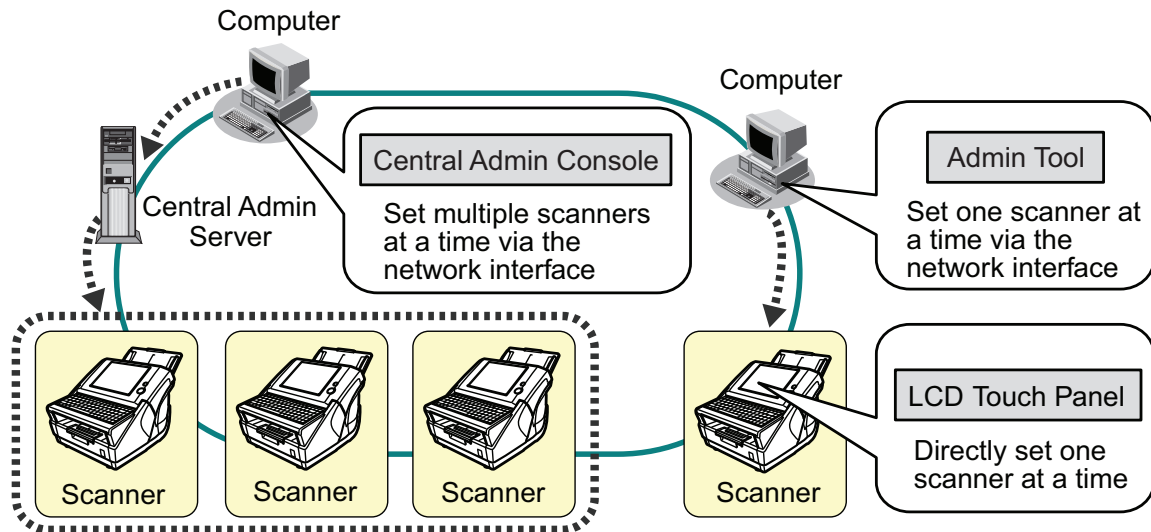 Computer
Computer
Central Admin Console
Set multiple scanners
at a time via the
network interface
Admin Tool
Set one scanner at
a time via the
network interface
Central Admin
Server
LCD Touch Panel
Directly set one
scanner at a time
Scanner
Scanner
Scanner
Scanner